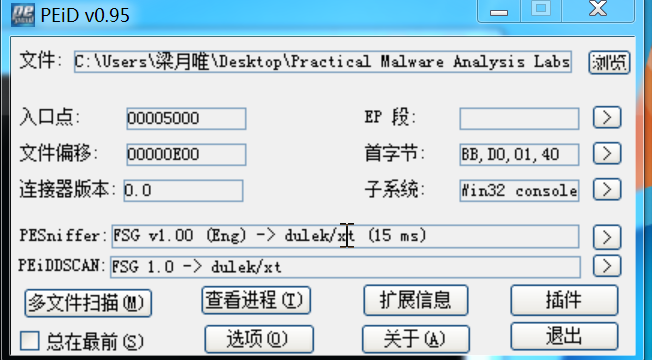 PEiD v0.95
文件: C:\Users\梁月唯\Desktop\Practical Malware Analysis Labs 浏览
入口点: 00005000 EP 段: >
文件偏移: 00000E00 首字节: BB,D0,01,40 >
连接器版本: 0.0 子系统: Win32 console >
PESniffer: FSG v1.00 (Eng) -> dulek/xt (15 ms) >
PEiDDSCAN: FSG 1.0 -> dulek/xt >
多文件扫描(M) 查看进程(T) 扩展信息 插件
总在最前(S) 选项(O) 关于(A) 退出